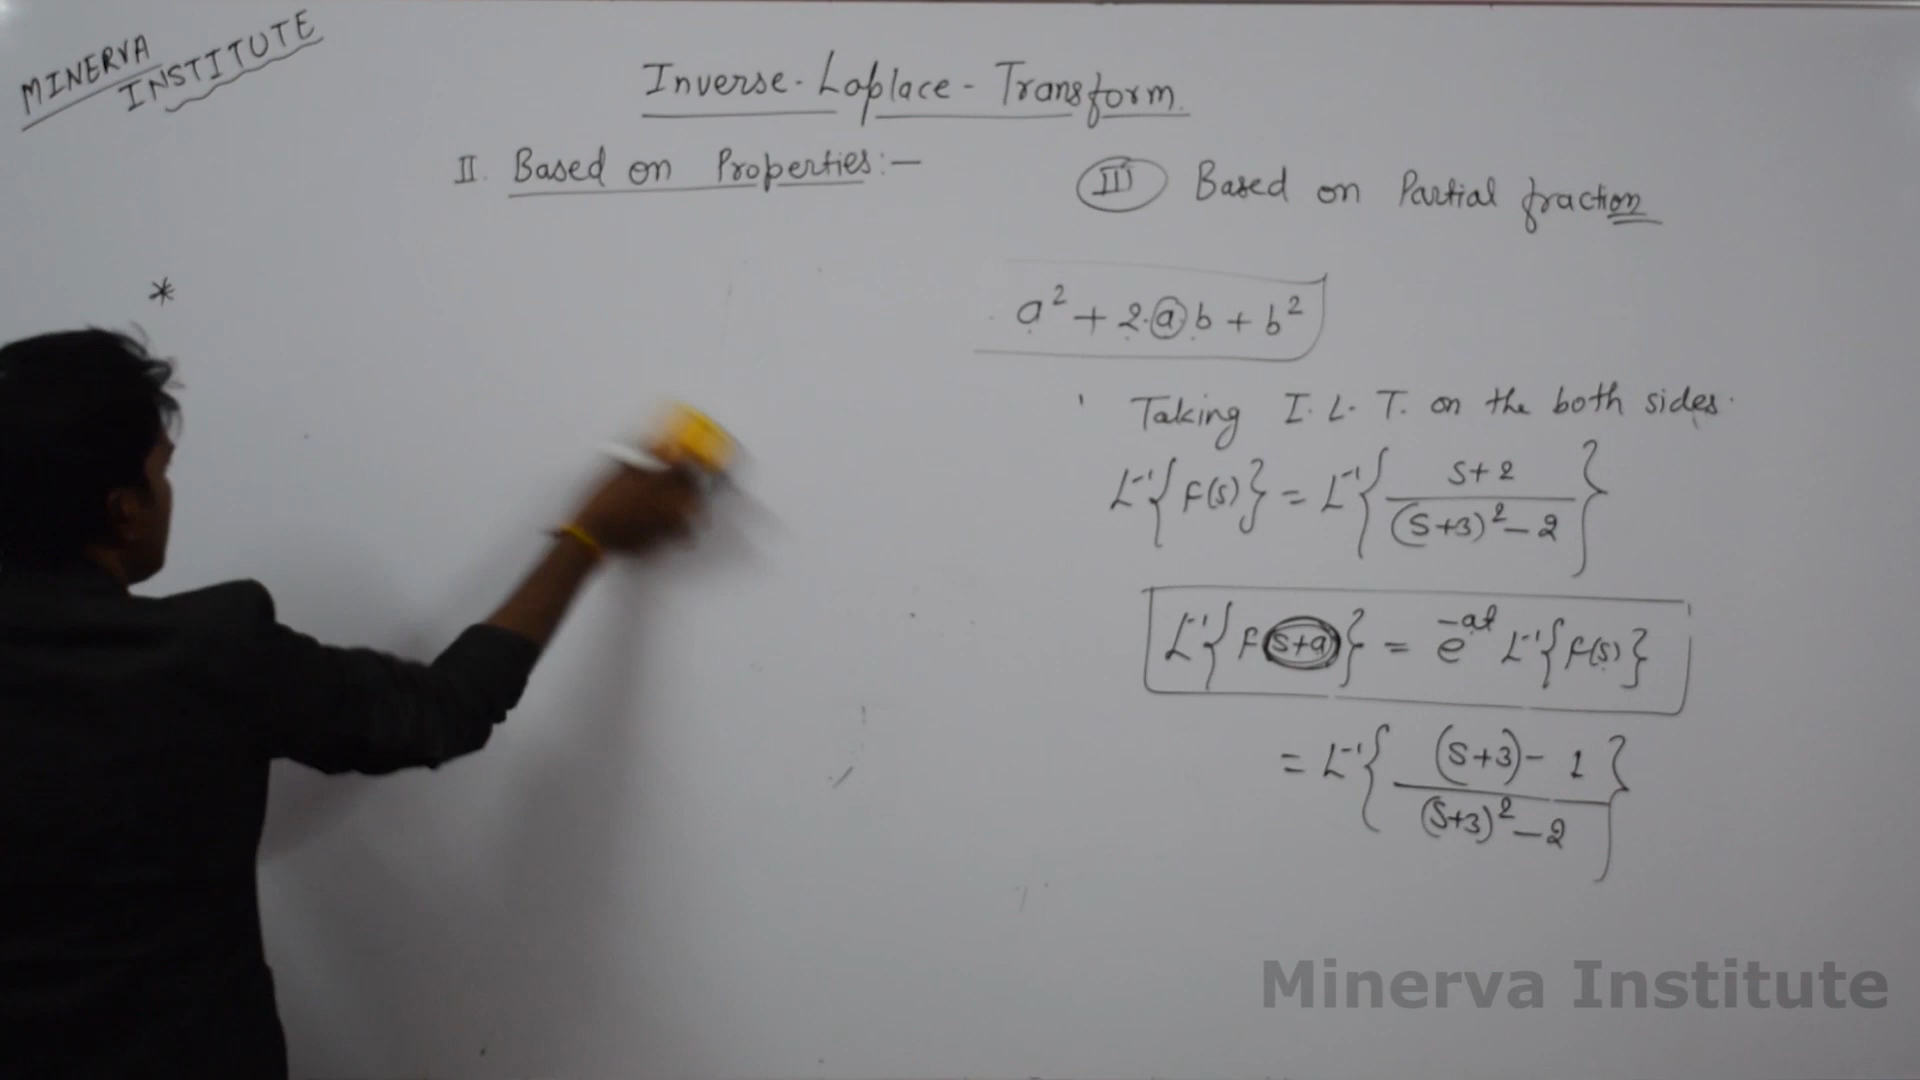 MINERVA
INSTITUTE
Inverse-Laplace-Transform.
II. Based on Properties:-
III Based on Partial fraction
*
a² + 2·a b + b²
Taking I. L. T. on the both sides.
L⁻¹{F(s)} = L⁻¹{ s+2 / (s+3)² - 2 }
L⁻¹{F(s+a)} = e^-at L⁻¹{F(s)}
= L⁻¹{ (s+3) - 1 / (s+3)² - 2 }
Minerva Institute